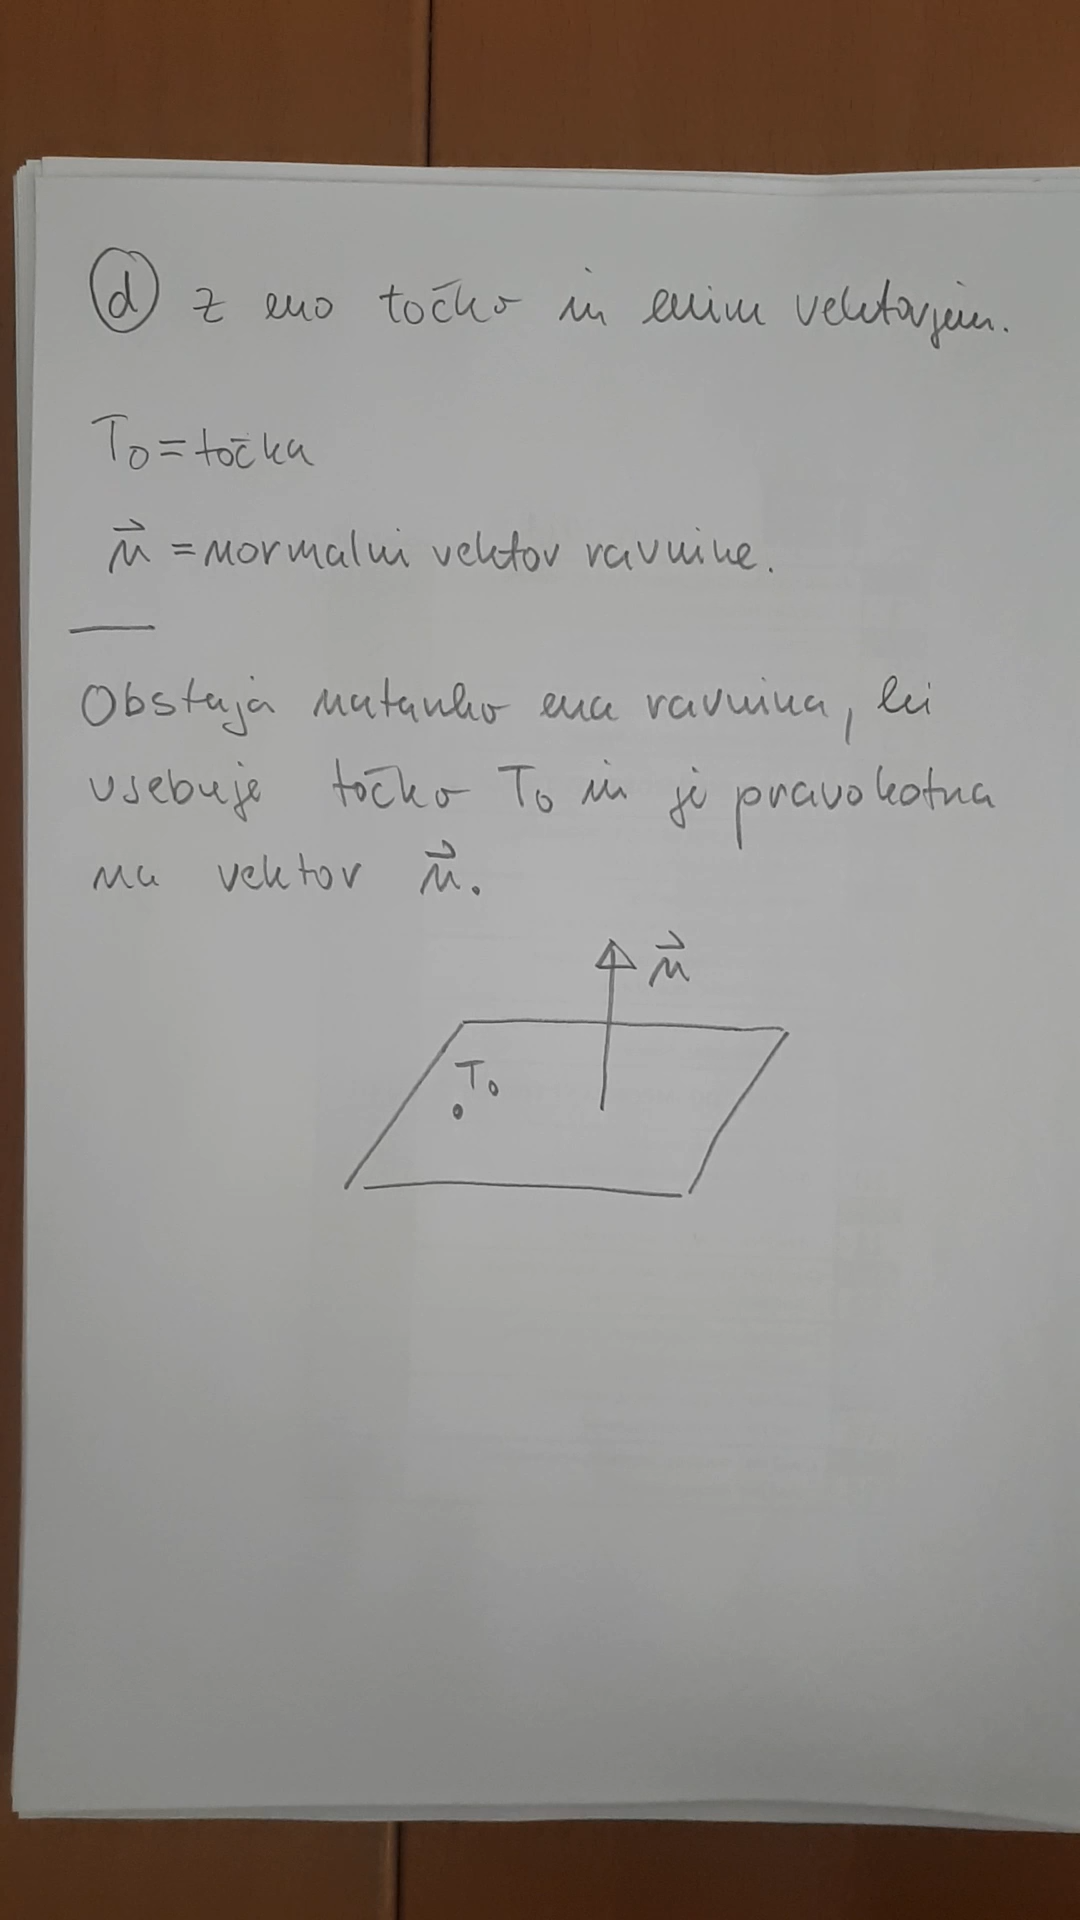 d z eno točko in enim vektorjem.
T₀ = točka
n⃗ = normalni vektor ravnine.
Obstaja natanko ena ravnina, ki
vsebuje točko T₀ in je pravokotna
na vektor n⃗.
n⃗
T₀